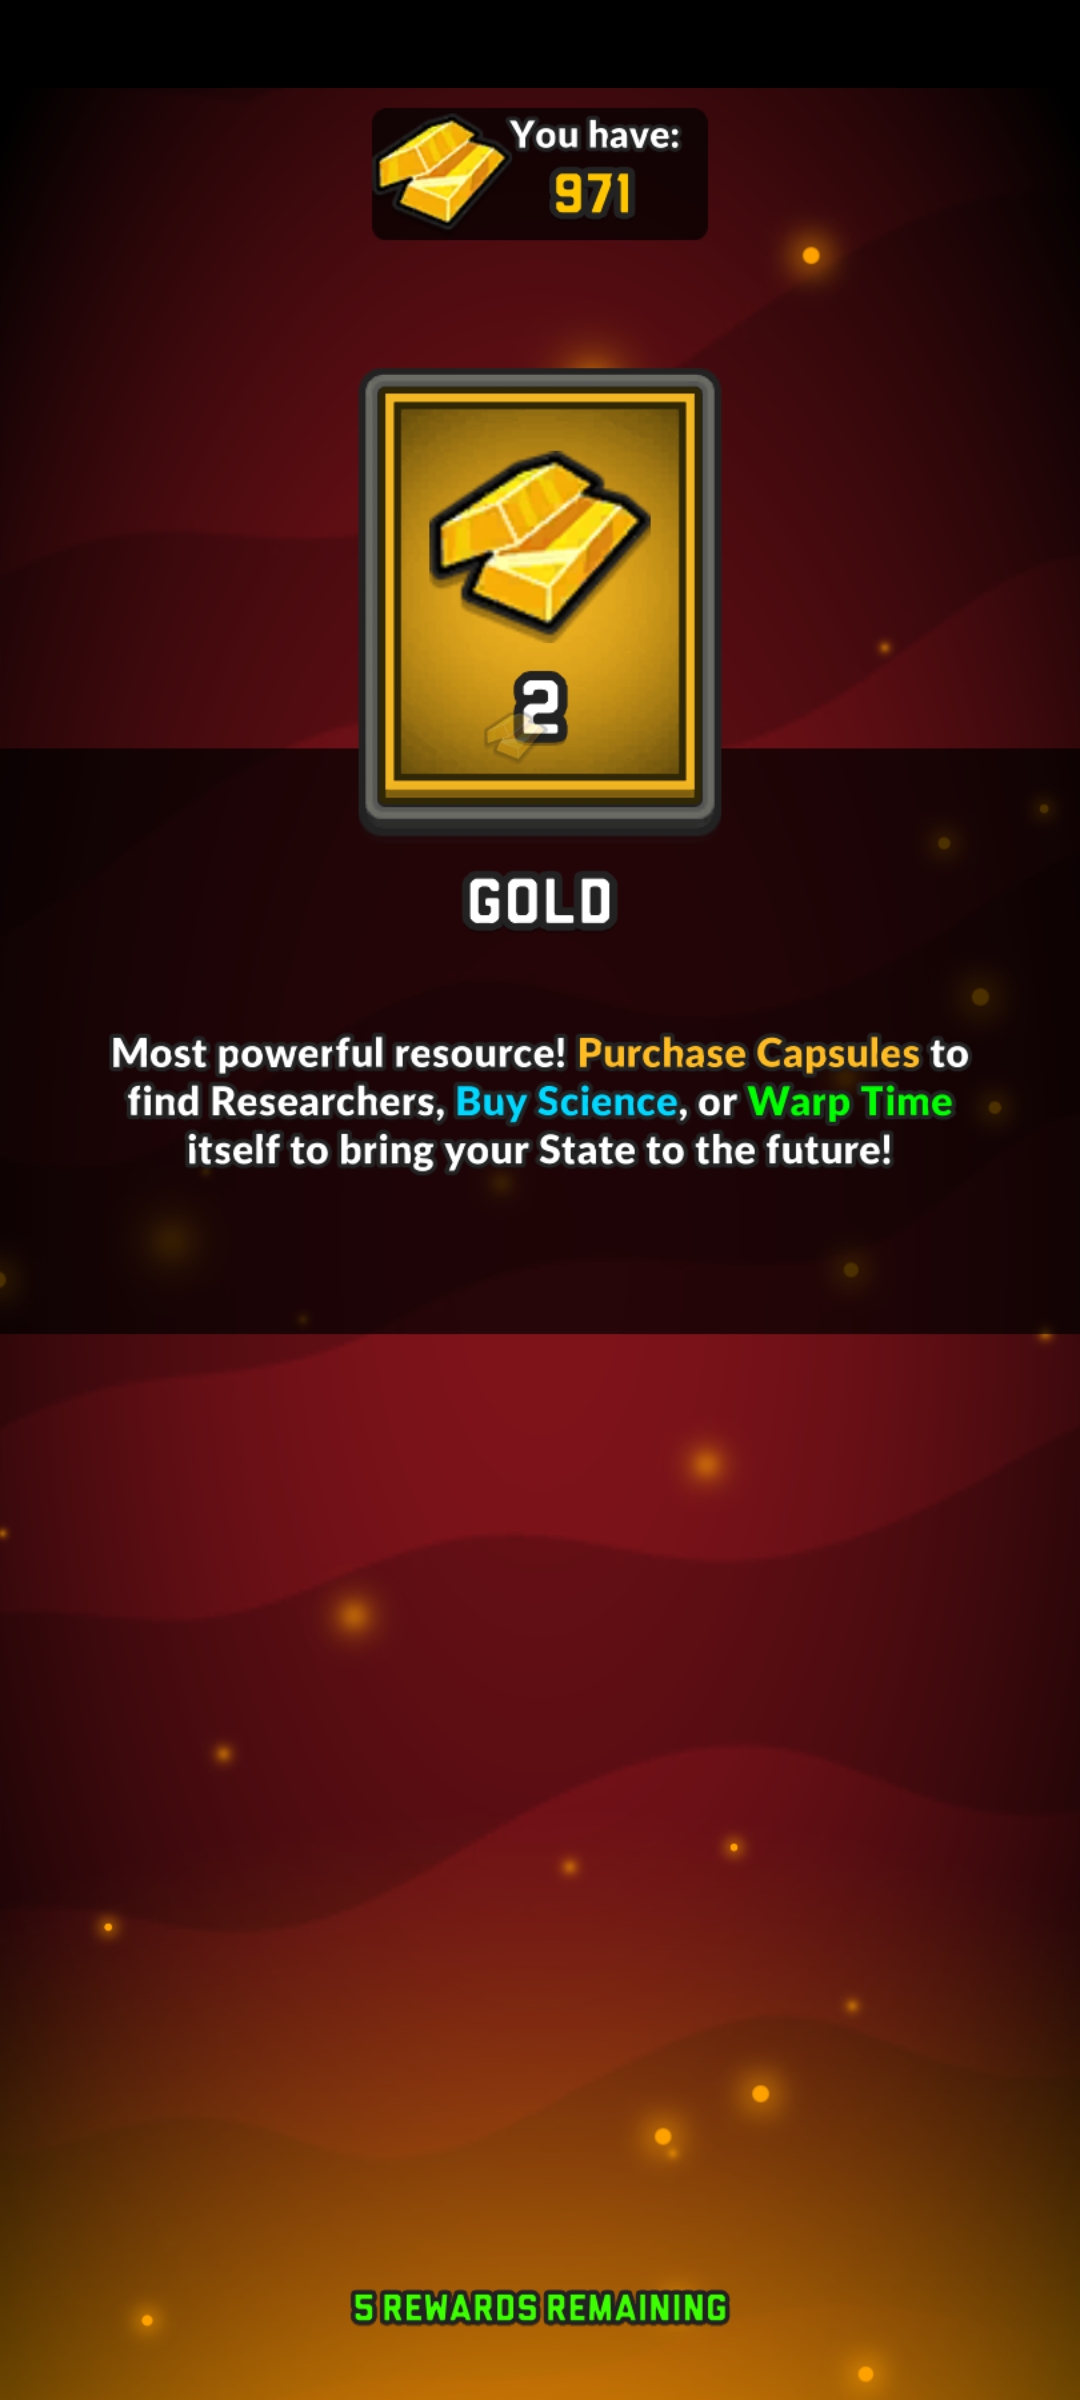 You have:
971
2
GOLD
Most powerful resource! Purchase Capsules to
find Researchers, Buy Science, or Warp Time
itself to bring your State to the future!
5 REWARDS REMAINING